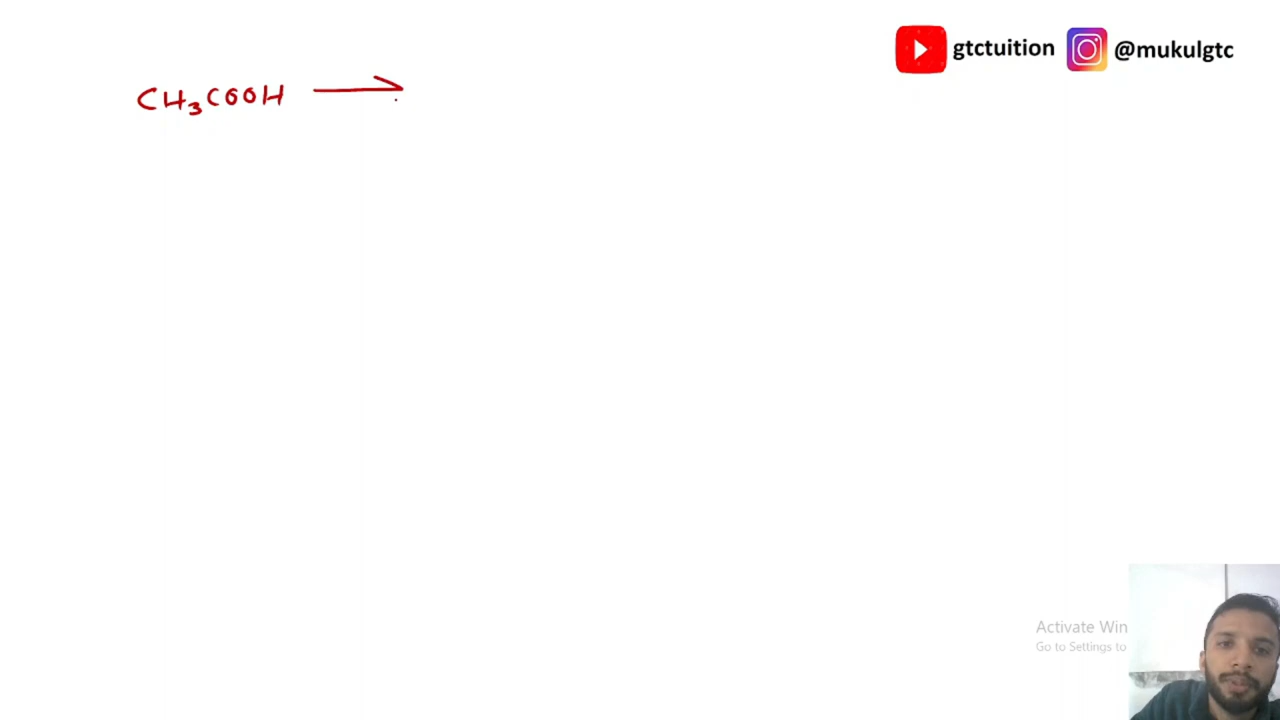 gtctuition @mukulgtc
CH₃COOH ⟶
Activate Win
Go to Settings to